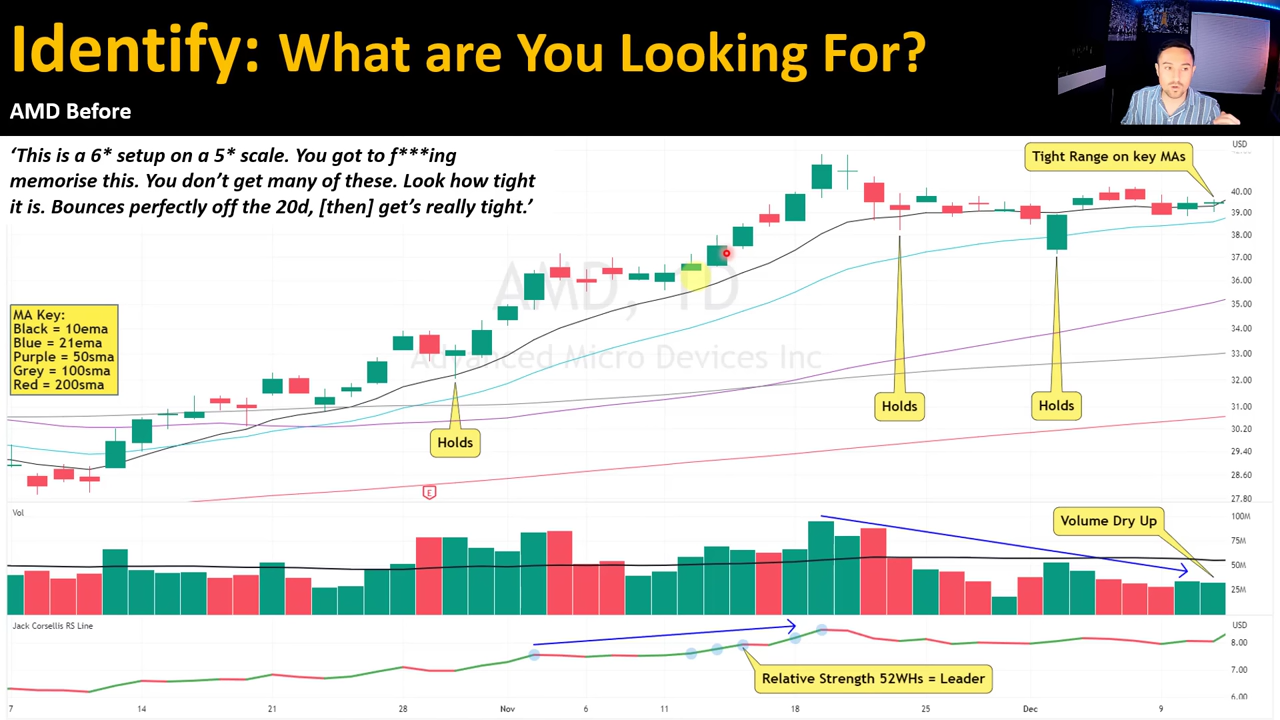 Identify: What are You Looking For?
AMD Before
‘This is a 6* setup on a 5* scale. You got to f***ing
memorise this. You don’t get many of these. Look how tight
it is. Bounces perfectly off the 20d, [then] get’s really tight.’
Tight Range on key MAs
USD
40.00
39.00
38.00
37.00
36.00
35.00
34.00
33.00
32.00
31.00
30.20
29.40
28.60
27.80
AMD, 1D
Advanced Micro Devices Inc
MA Key:
Black = 10ema
Blue = 21ema
Purple = 50sma
Grey = 100sma
Red = 200sma
Holds
Holds
Holds
E
Vol
Volume Dry Up
100M
75M
50M
25M
Jack Corsellis RS Line
USD
8.00
7.00
6.00
Relative Strength 52WHs = Leader
7 14 21 28 Nov 6 11 18 25 Dec 9